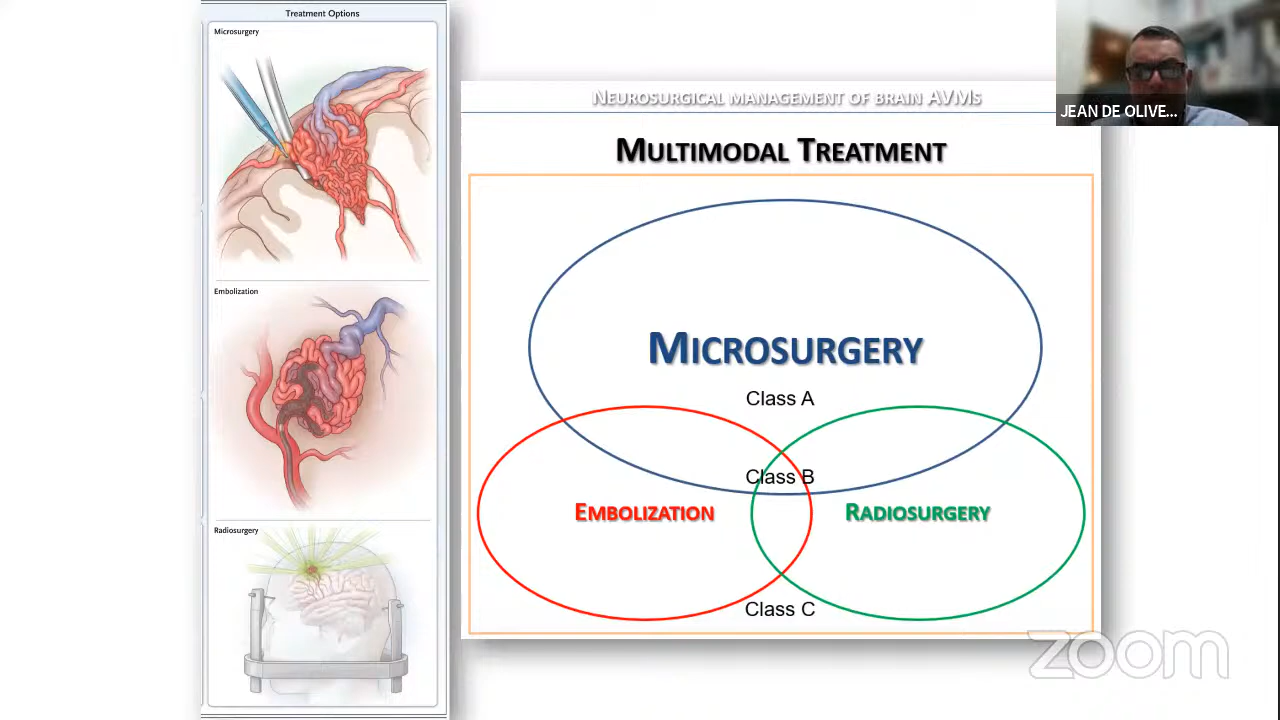 Treatment Options
Microsurgery
Embolization
Radiosurgery
NEUROSURGICAL MANAGEMENT OF BRAIN AVMs
MULTIMODAL TREATMENT
MICROSURGERY
Class A
Class B
EMBOLIZATION
RADIOSURGERY
Class C
JEAN DE OLIVE...
zoom